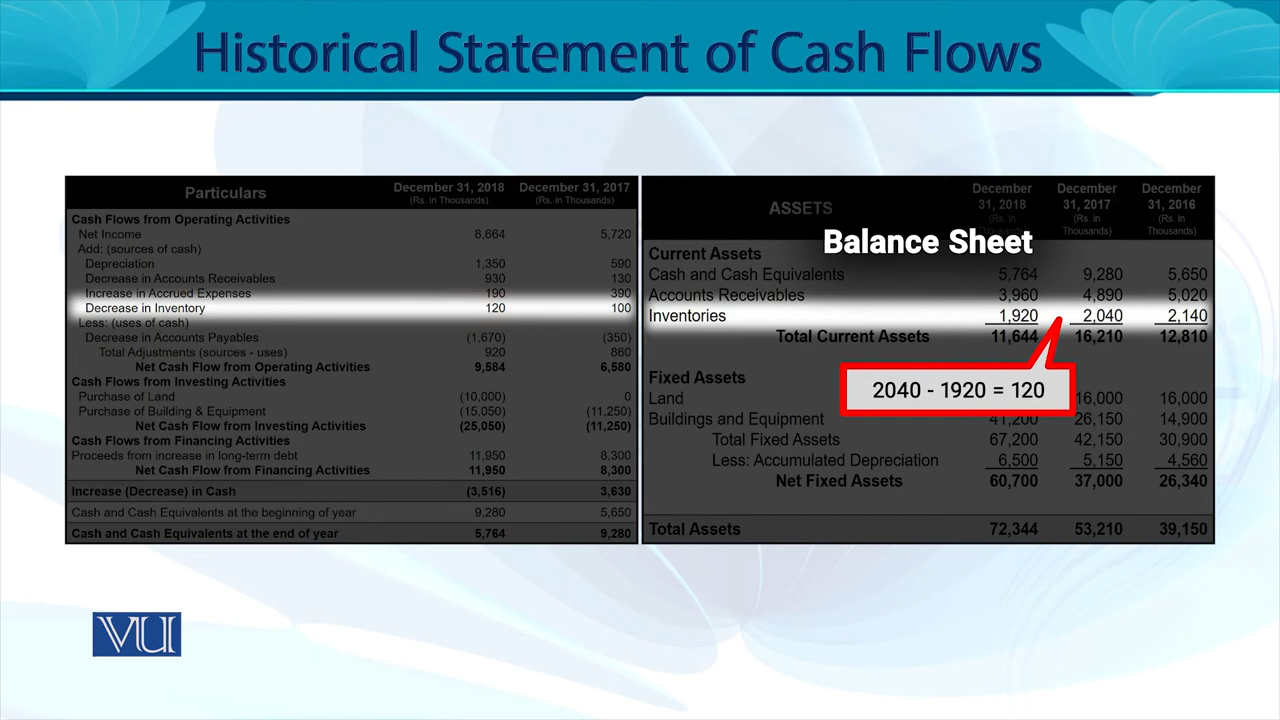 Historical Statement of Cash Flows
Particulars December 31, 2018 December 31, 2017
(Rs. in Thousands) (Rs. in Thousands)
Cash Flows from Operating Activities
Net Income 8,664 5,720
Add: (sources of cash)
Depreciation 1,350 590
Decrease in Accounts Receivables 930 130
Increase in Accrued Expenses 190 390
Decrease in Inventory 120 100
Less: (uses of cash)
Decrease in Accounts Payables (1,670) (350)
Total Adjustments (sources - uses) 920 860
Net Cash Flow from Operating Activities 9,584 6,580
Cash Flows from Investing Activities
Purchase of Land (10,000) 0
Purchase of Building & Equipment (15,050) (11,250)
Net Cash Flow from Investing Activities (25,050) (11,250)
Cash Flows from Financing Activities
Proceeds from increase in long-term debt 11,950 8,300
Net Cash Flow from Financing Activities 11,950 8,300
Increase (Decrease) in Cash (3,516) 3,630
Cash and Cash Equivalents at the beginning of year 9,280 5,650
Cash and Cash Equivalents at the end of year 5,764 9,280
ASSETS
December December December
31, 2018 31, 2017 31, 2016
(Rs. in (Rs. in (Rs. in
Thousands) Thousands) Thousands)
Balance Sheet
Current Assets
Cash and Cash Equivalents 5,764 9,280 5,650
Accounts Receivables 3,960 4,890 5,020
Inventories 1,920 2,040 2,140
Total Current Assets 11,644 16,210 12,810
2040 - 1920 = 120
Fixed Assets
Land 16,000 16,000
Buildings and Equipment 41,200 26,150 14,900
Total Fixed Assets 67,200 42,150 30,900
Less: Accumulated Depreciation 6,500 5,150 4,560
Net Fixed Assets 60,700 37,000 26,340
Total Assets 72,344 53,210 39,150
VU